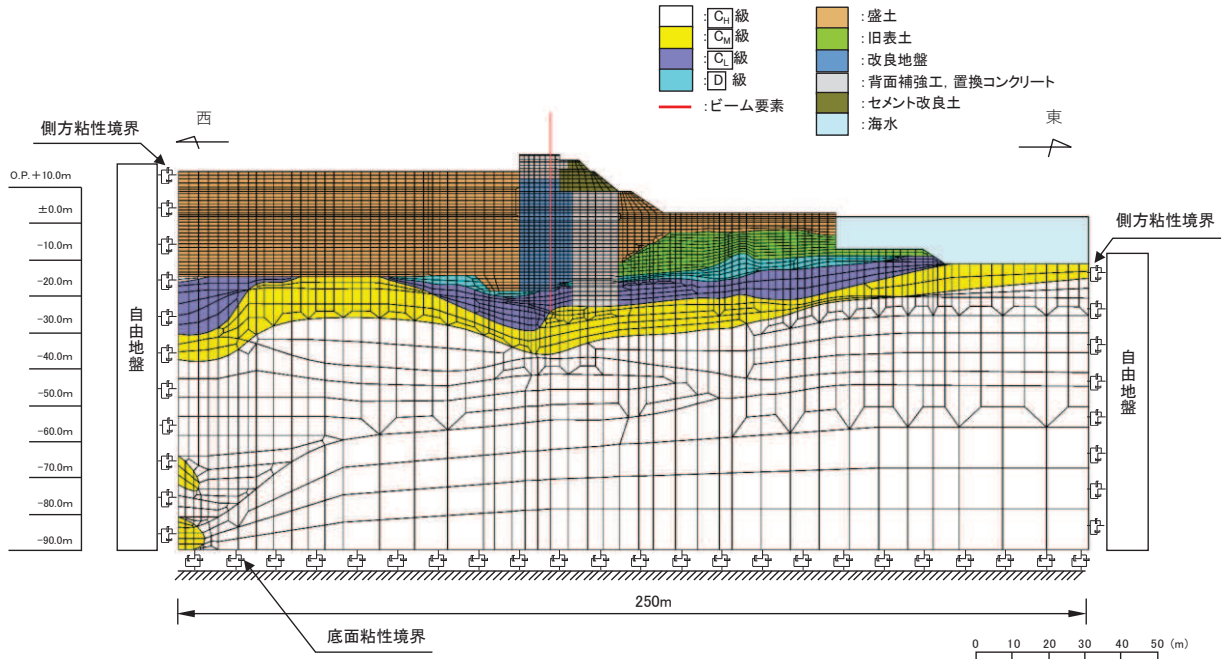 :CH級
:CM級
:CL級
:D 級
:ビーム要素
:盛土
:旧表土
:改良地盤
:背面補強工，置換コンクリート
:セメント改良土
:海水
西
東
側方粘性境界
側方粘性境界
O.P.+10.0m
±0.0m
-10.0m
-20.0m
-30.0m
-40.0m
-50.0m
-60.0m
-70.0m
-80.0m
-90.0m
自由地盤
自由地盤
250m
底面粘性境界
0 10 20 30 40 50 (m)